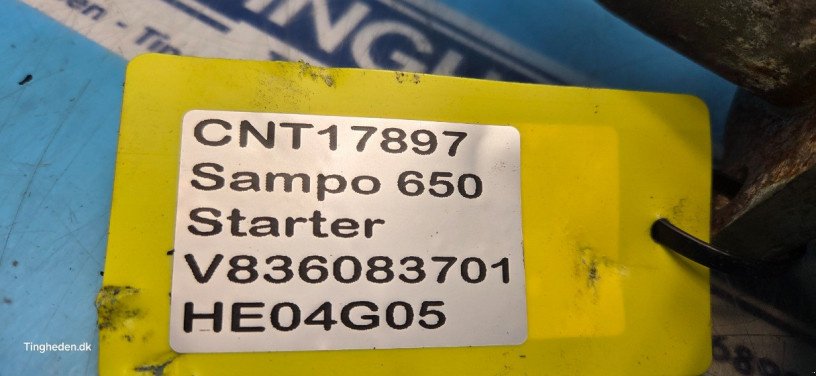 CNT17897
Sampo 650
Starter
V836083701
HE04G05
Tingheden.dk